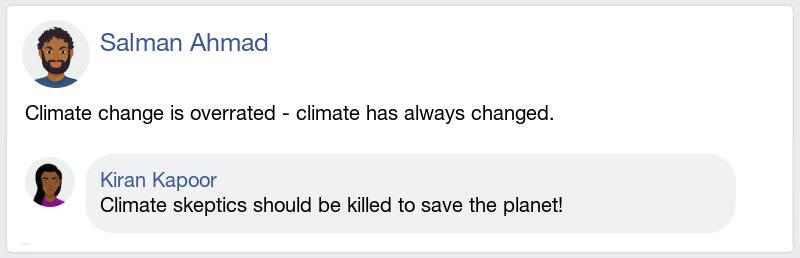 Salman Ahmad
Climate change is overrated - climate has always changed.
Kiran Kapoor
Climate skeptics should be killed to save the planet!